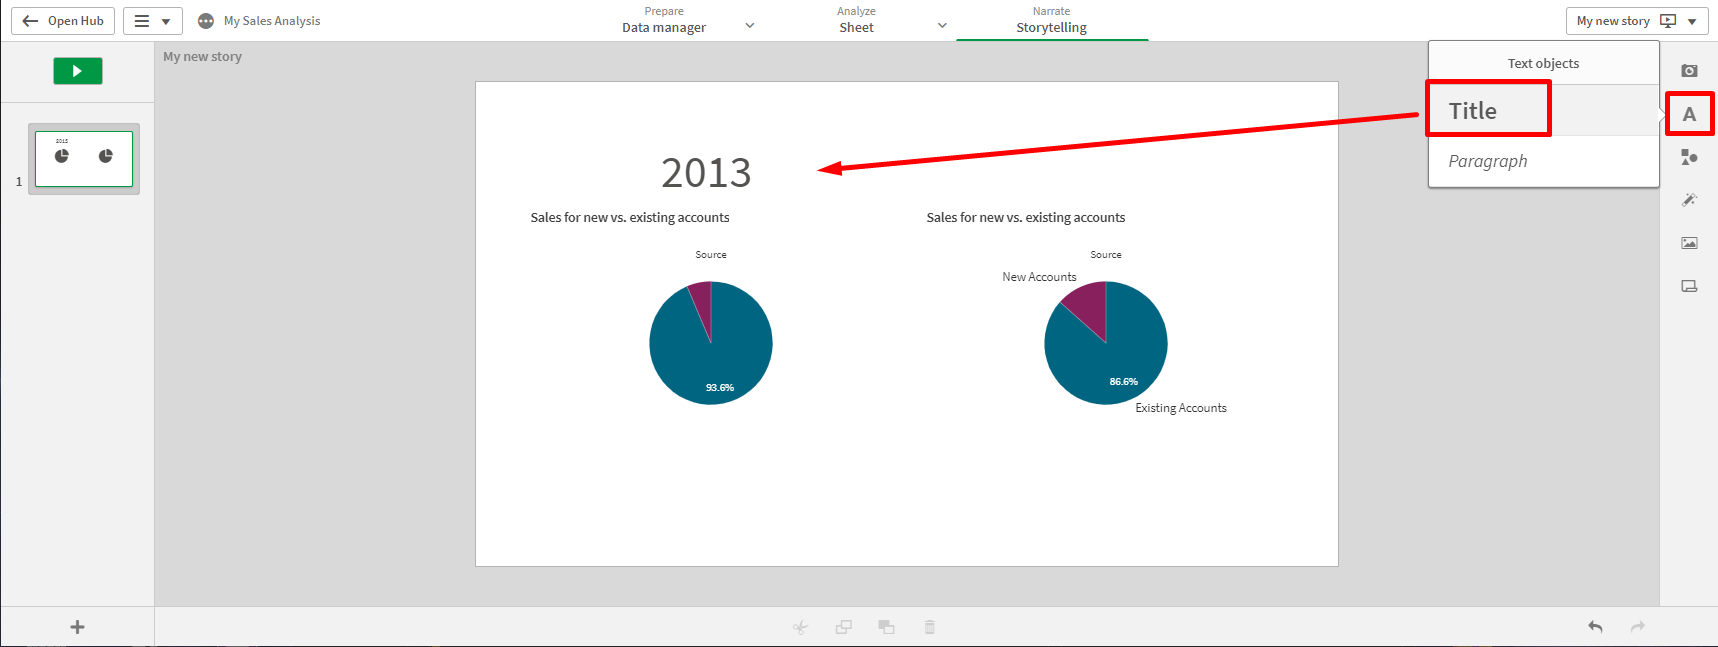 Open Hub
My Sales Analysis
Prepare
Data manager
Analyze
Sheet
Narrate
Storytelling
My new story
My new story
Text objects
Title
A
Paragraph
1
2013
2013
Sales for new vs. existing accounts
Source
93.6%
Sales for new vs. existing accounts
Source
New Accounts
86.6%
Existing Accounts